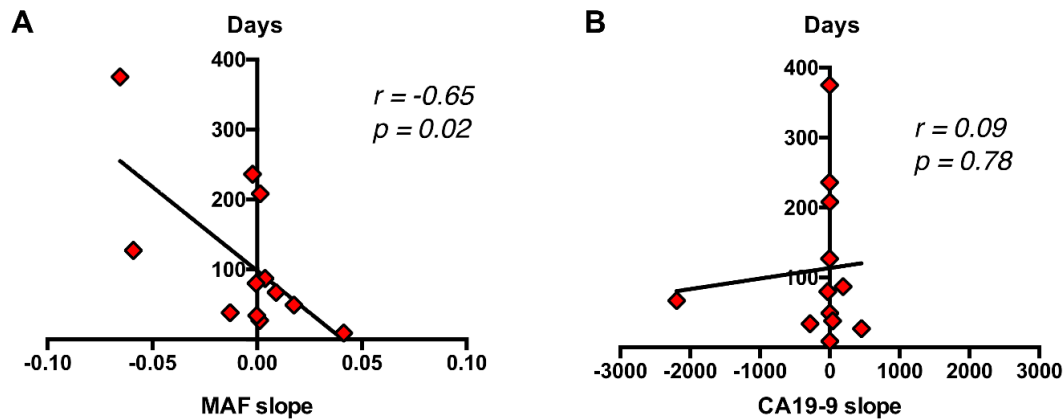 A
Days
400
300
200
100
r = -0.65
p = 0.02
-0.10
-0.05
0.00
0.05
0.10
MAF slope
B
Days
400
300
200
100
r = 0.09
p = 0.78
-3000
-2000
-1000
0
1000
2000
3000
CA19-9 slope